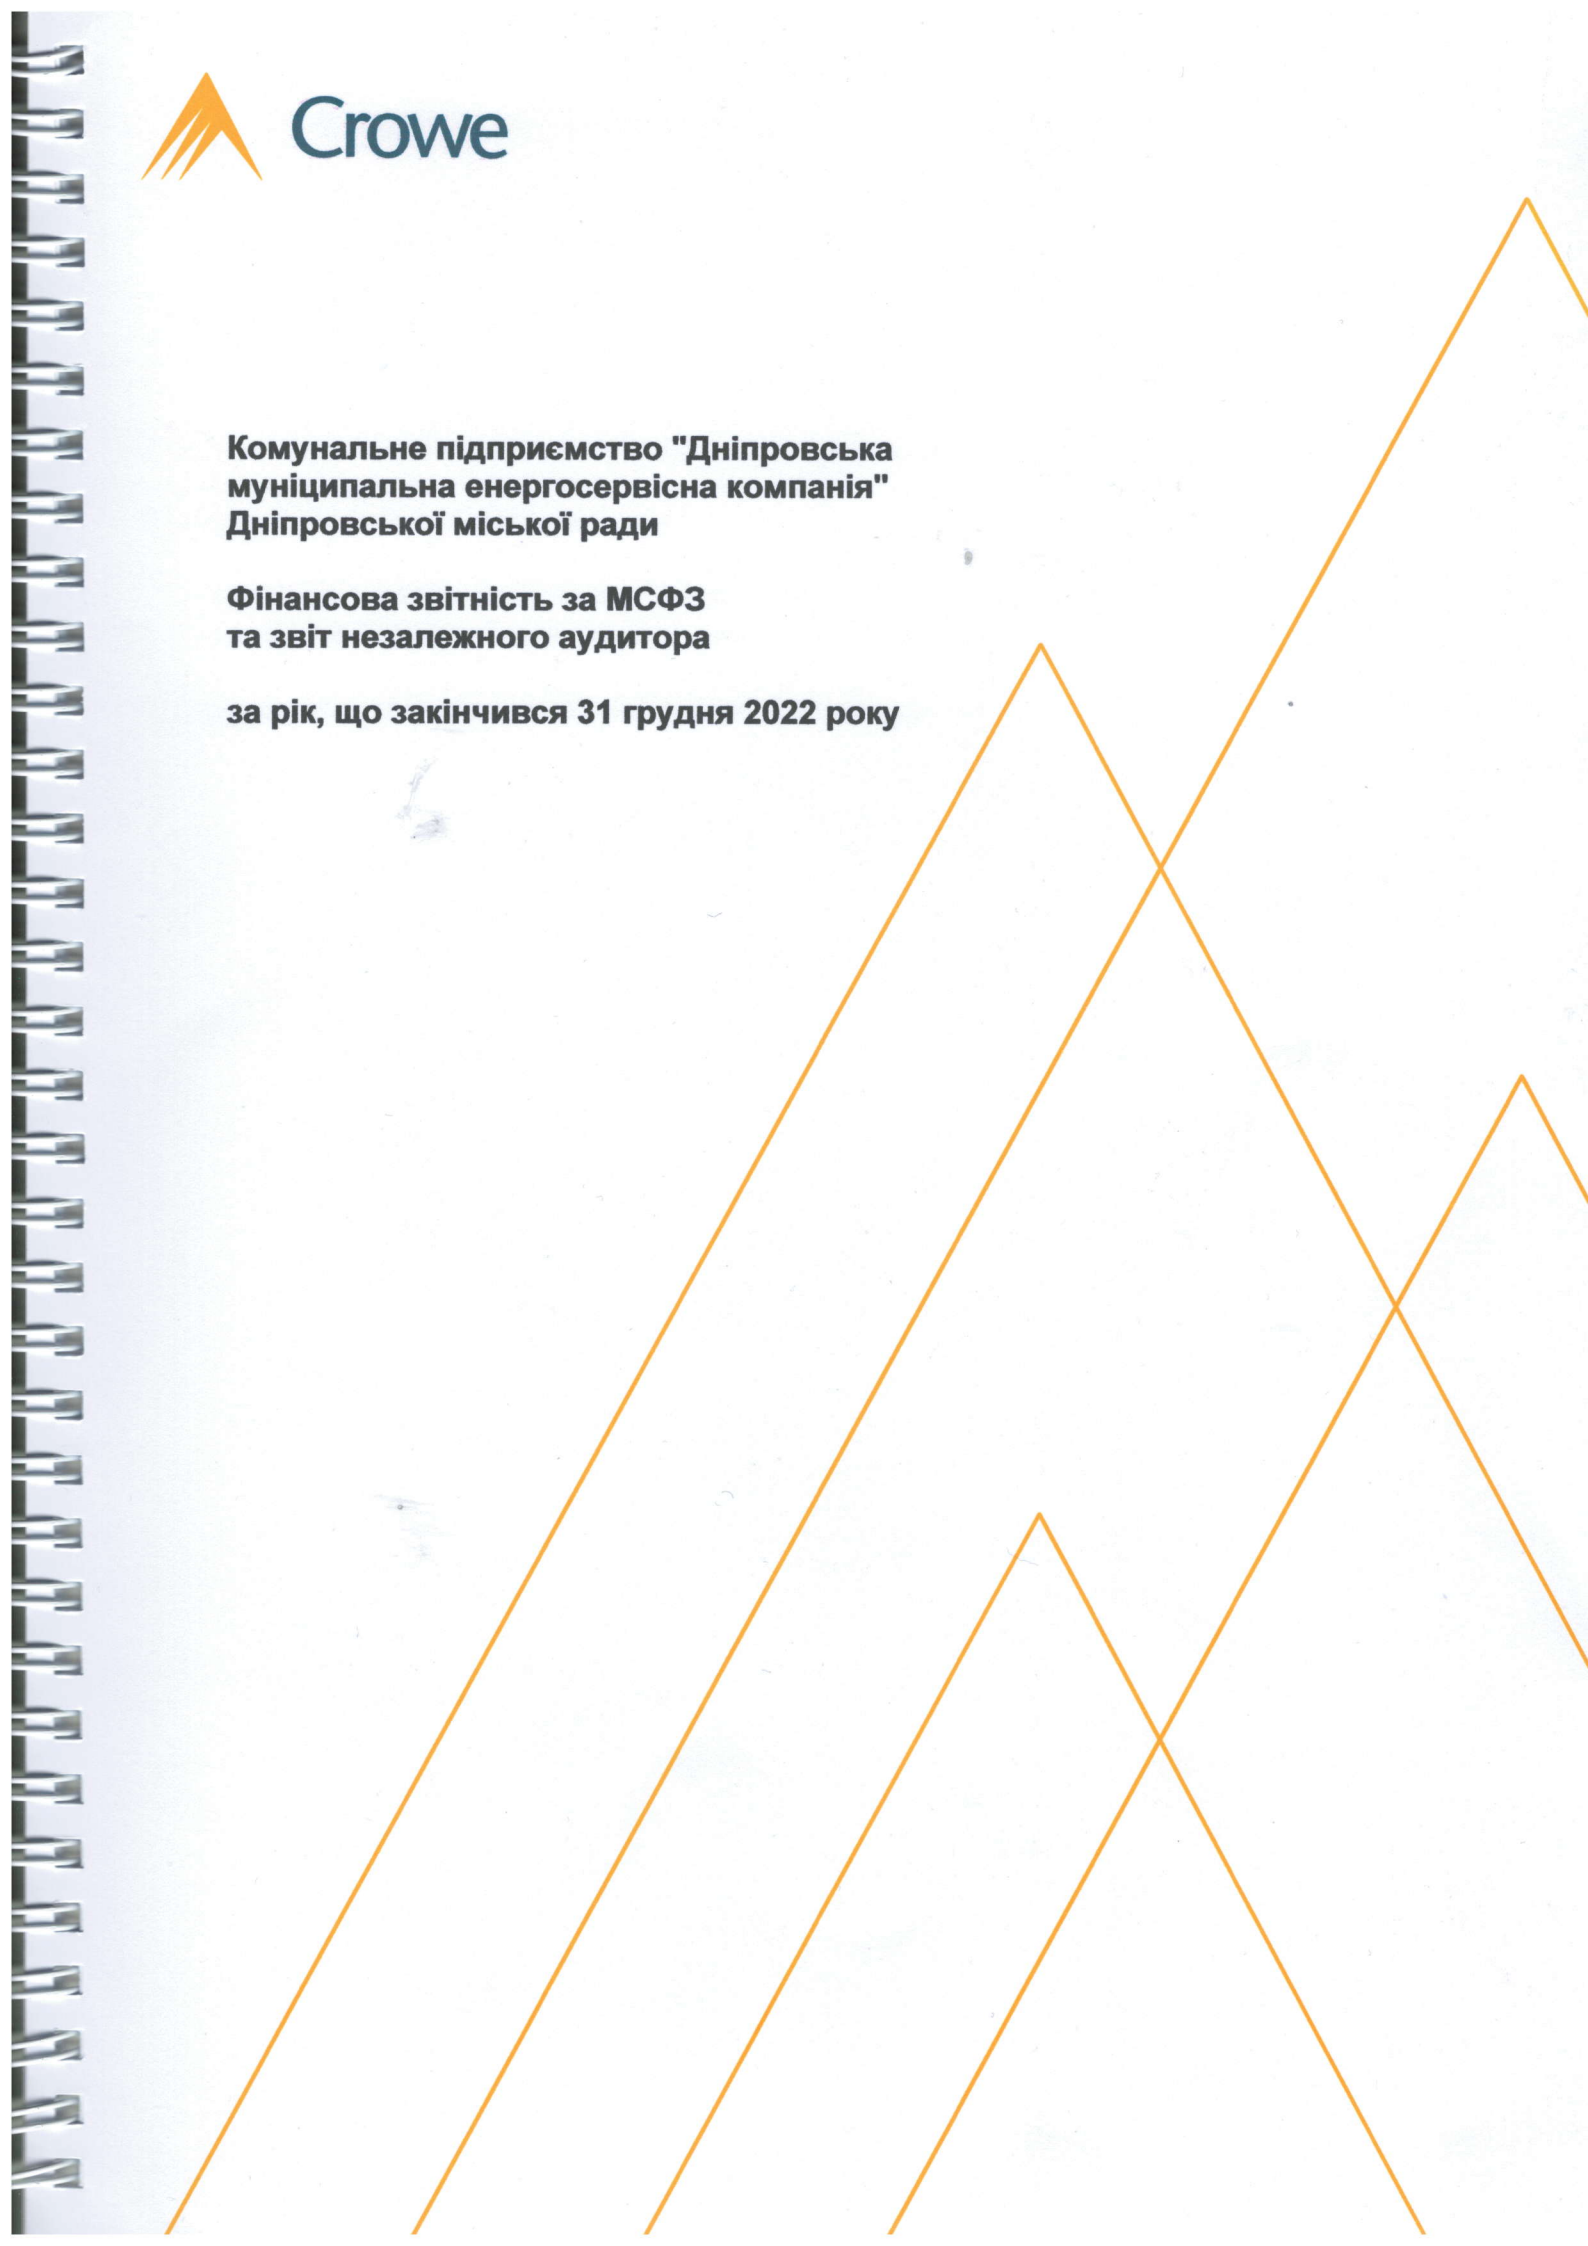 Crowe
Комунальне підприємство "Дніпровська
муніципальна енергосервісна компанія"
Дніпровської міської ради
Фінансова звітність за МСФЗ
та звіт незалежного аудитора
за рік, що закінчився 31 грудня 2022 року